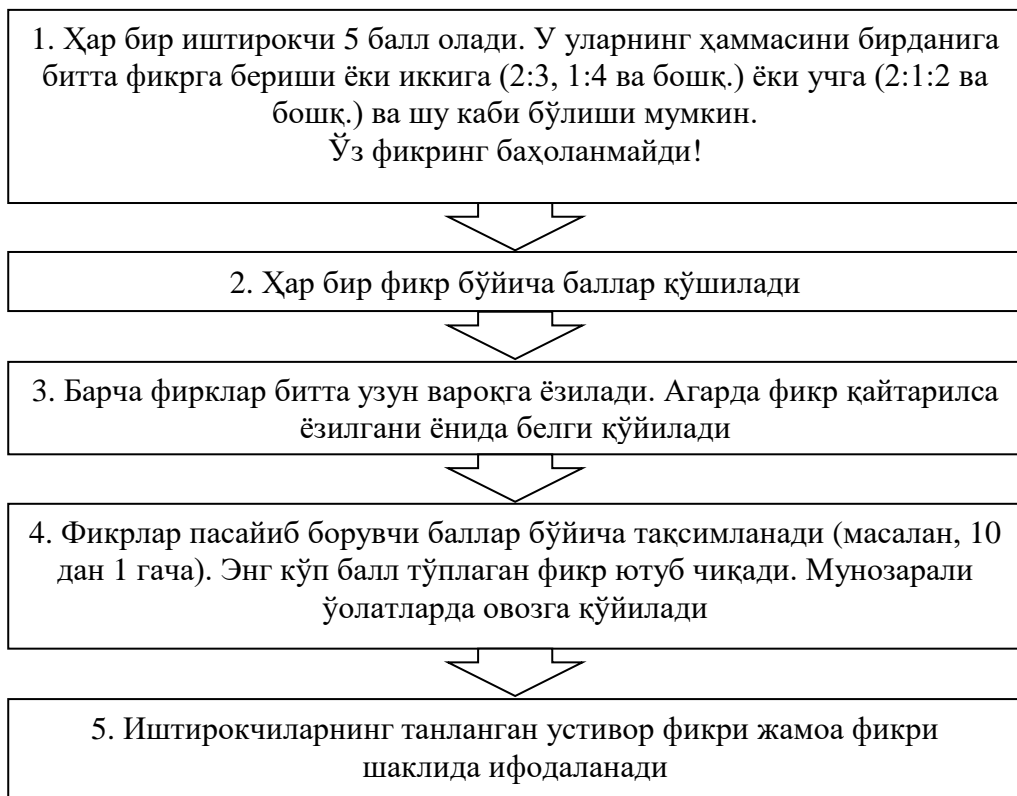 1. Ҳар бир иштирокчи 5 балл олади. У уларнинг ҳаммасини бирданига
битта фикрга бериши ёки иккига (2:3, 1:4 ва бошқ.) ёки учга (2:1:2 ва
бошқ.) ва шу каби бўлиши мумкин.
Ўз фикринг баҳоланмайди!
2. Ҳар бир фикр бўйича баллар қўшилади
3. Барча фирклар битта узун вароқга ёзилади. Агарда фикр қайтарилса
ёзилгани ёнида белги қўйилади
4. Фикрлар пасайиб борувчи баллар бўйича тақсимланади (масалан, 10
дан 1 гача). Энг кўп балл тўплаган фикр ютуб чиқади. Мунозарали
ўолатларда овозга қўйилади
5. Иштирокчиларнинг танланган устивор фикри жамоа фикри
шаклида ифодаланади